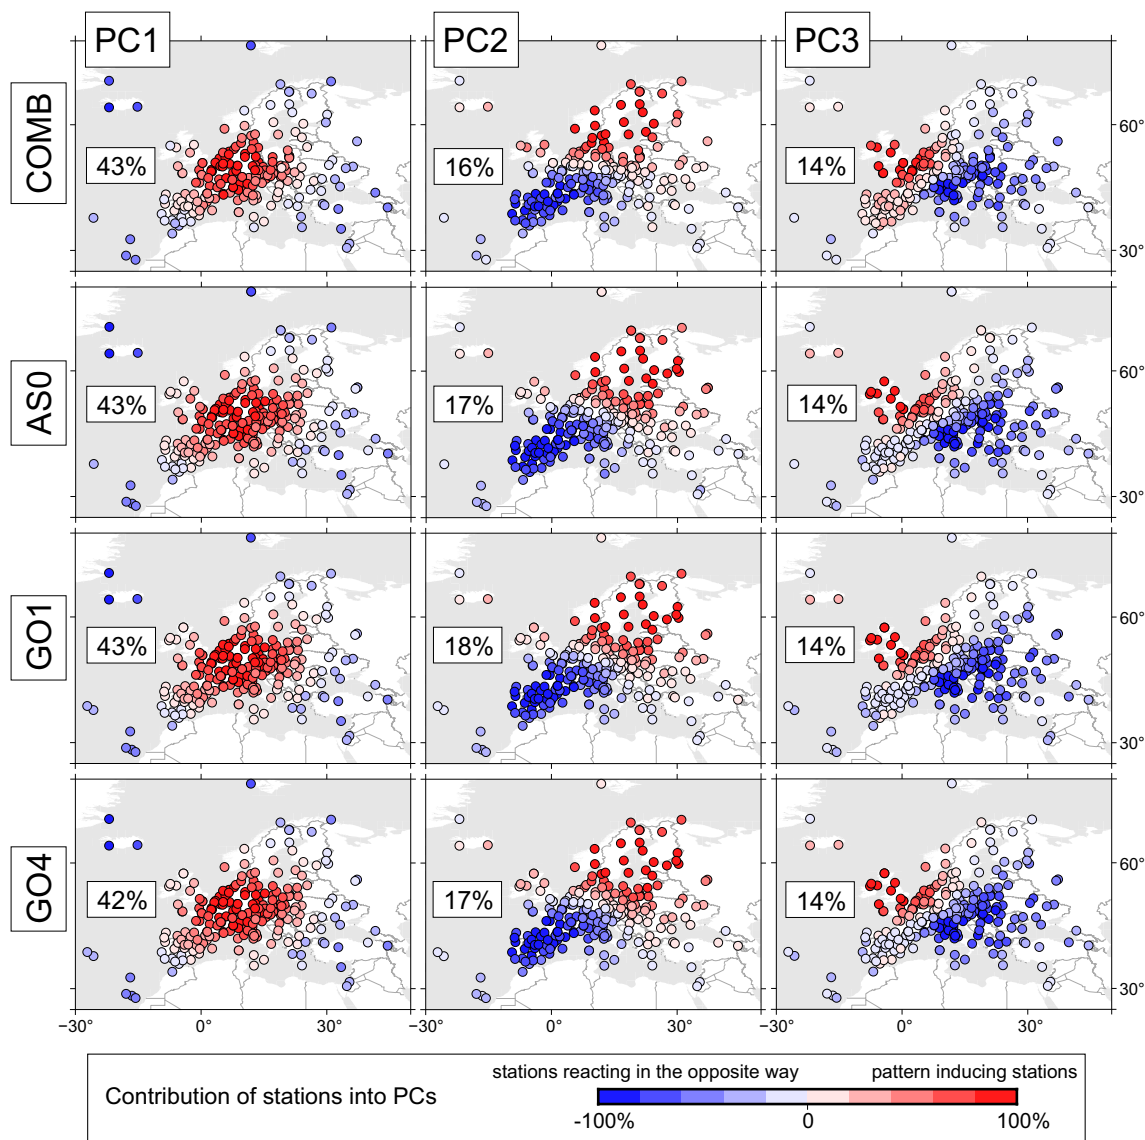 PC1 PC2 PC3
COMB
43% 16% 14%
60°
30°
AS0
43% 17% 14%
60°
30°
GO1
43% 18% 14%
60°
30°
GO4
42% 17% 14%
60°
30°
−30° 0° 30° −30° 0° 30° −30° 0° 30°
Contribution of stations into PCs
stations reacting in the opposite way pattern inducing stations
-100% 0 100%